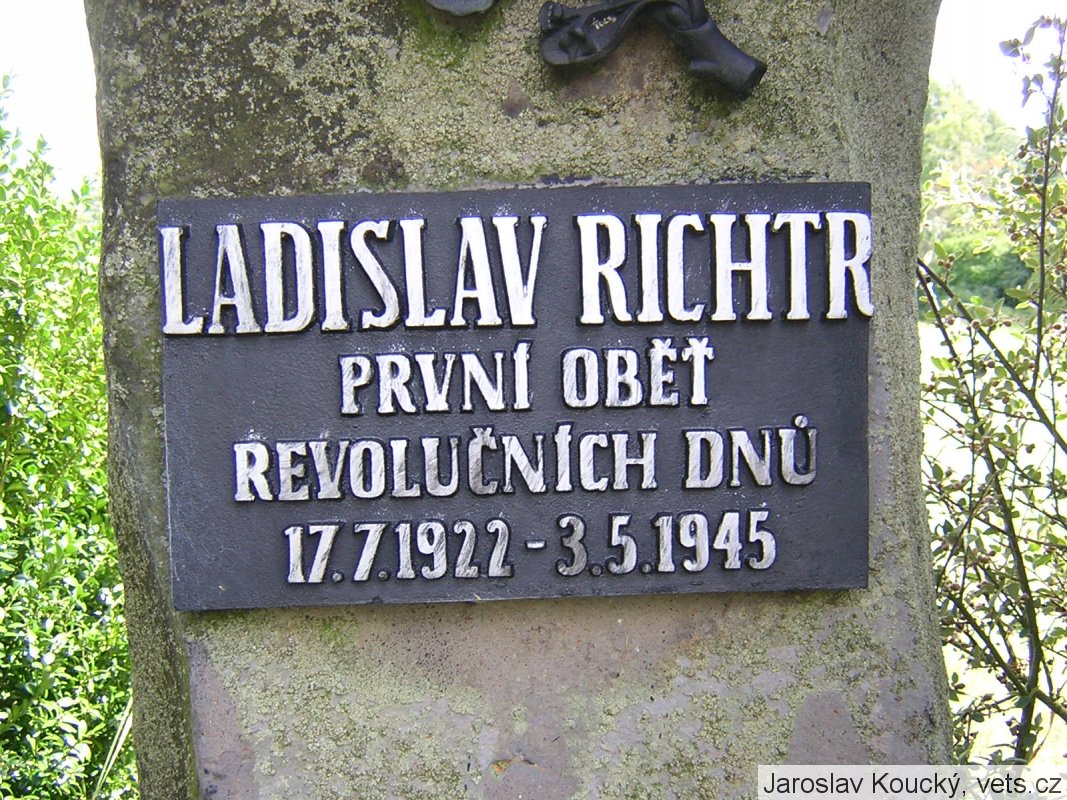 LADISLAV RICHTR
PRVNÍ OBĚŤ
REVOLUČNÍCH DNŮ
17.7.1922 - 3.5.1945
Jaroslav Koucký, vets.cz